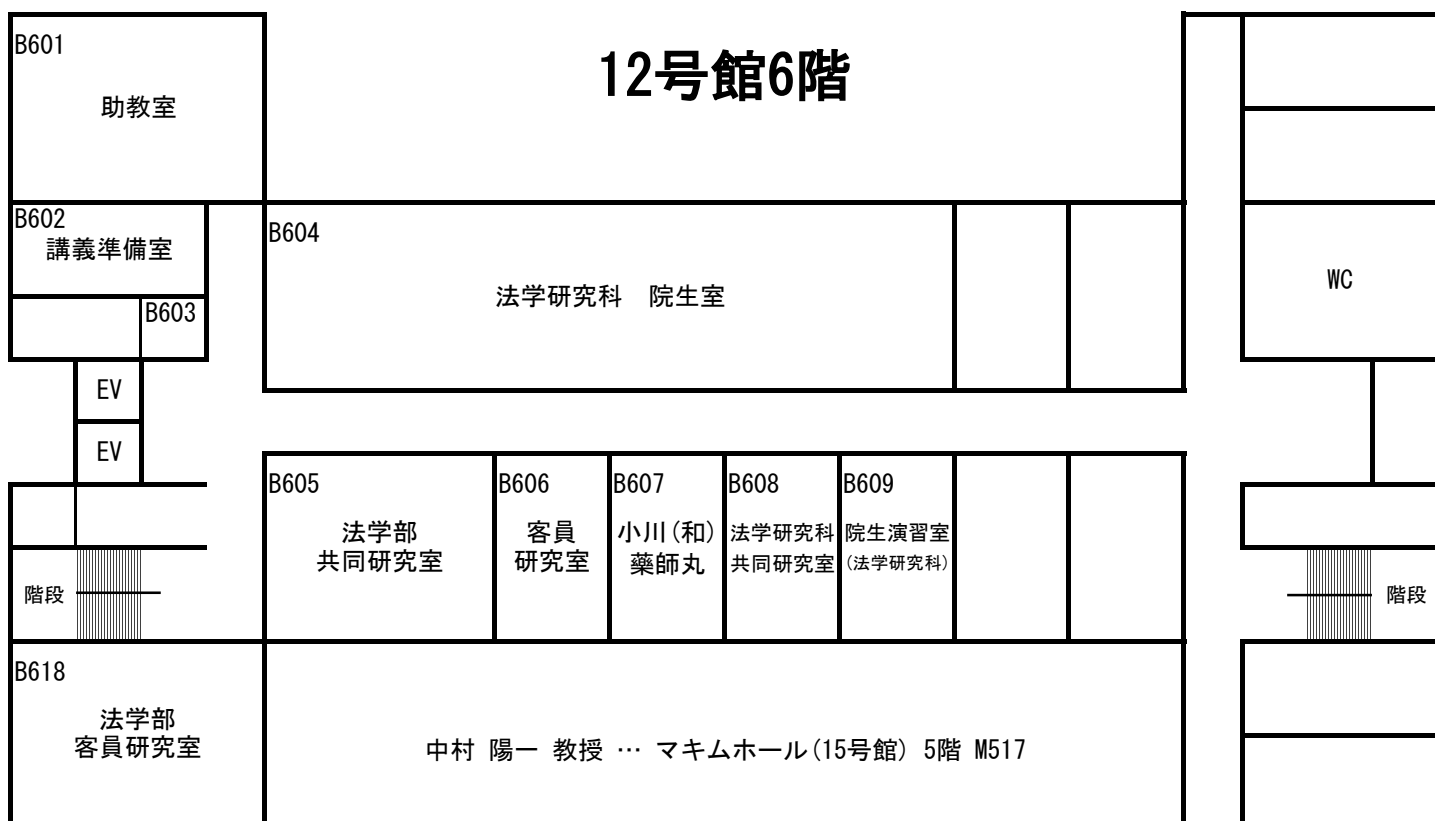 12号館6階
B601
助教室
B602
講義準備室
B603
B604
法学研究科　院生室
WC
EV
EV
B605
法学部
共同研究室
B606
客員
研究室
B607
小川(和)
藥師丸
B608
法学研究科
共同研究室
B609
院生演習室
(法学研究科)
階段
階段
B618
法学部
客員研究室
中村 陽一 教授 … マキムホール(15号館) 5階 M517